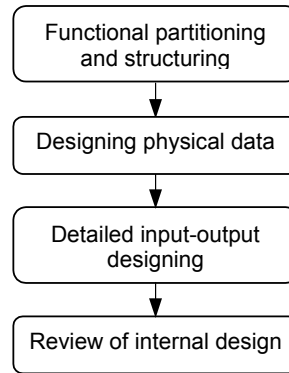 Functional partitioning
and structuring
Designing physical data
Detailed input-output
designing
Review of internal design